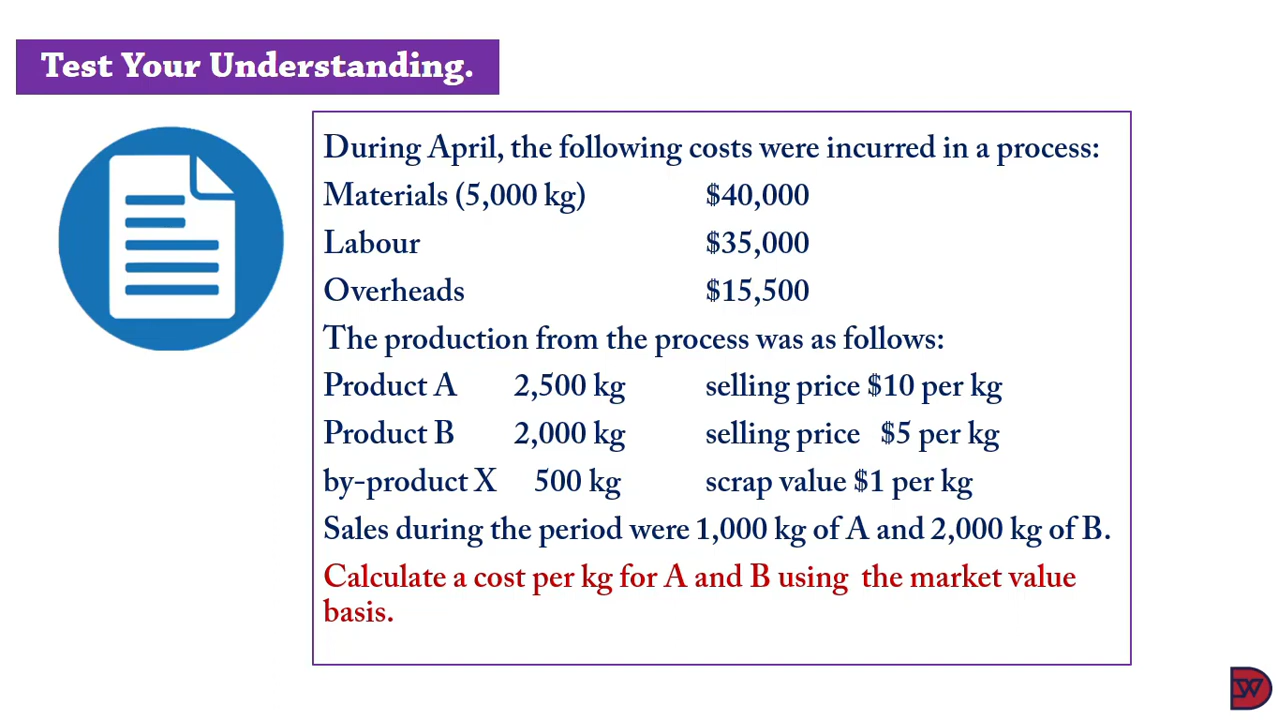 Test Your Understanding.
During April, the following costs were incurred in a process:
Materials (5,000 kg) $40,000
Labour $35,000
Overheads $15,500
The production from the process was as follows:
Product A 2,500 kg selling price $10 per kg
Product B 2,000 kg selling price $5 per kg
by-product X 500 kg scrap value $1 per kg
Sales during the period were 1,000 kg of A and 2,000 kg of B.
Calculate a cost per kg for A and B using the market value
basis.
DW